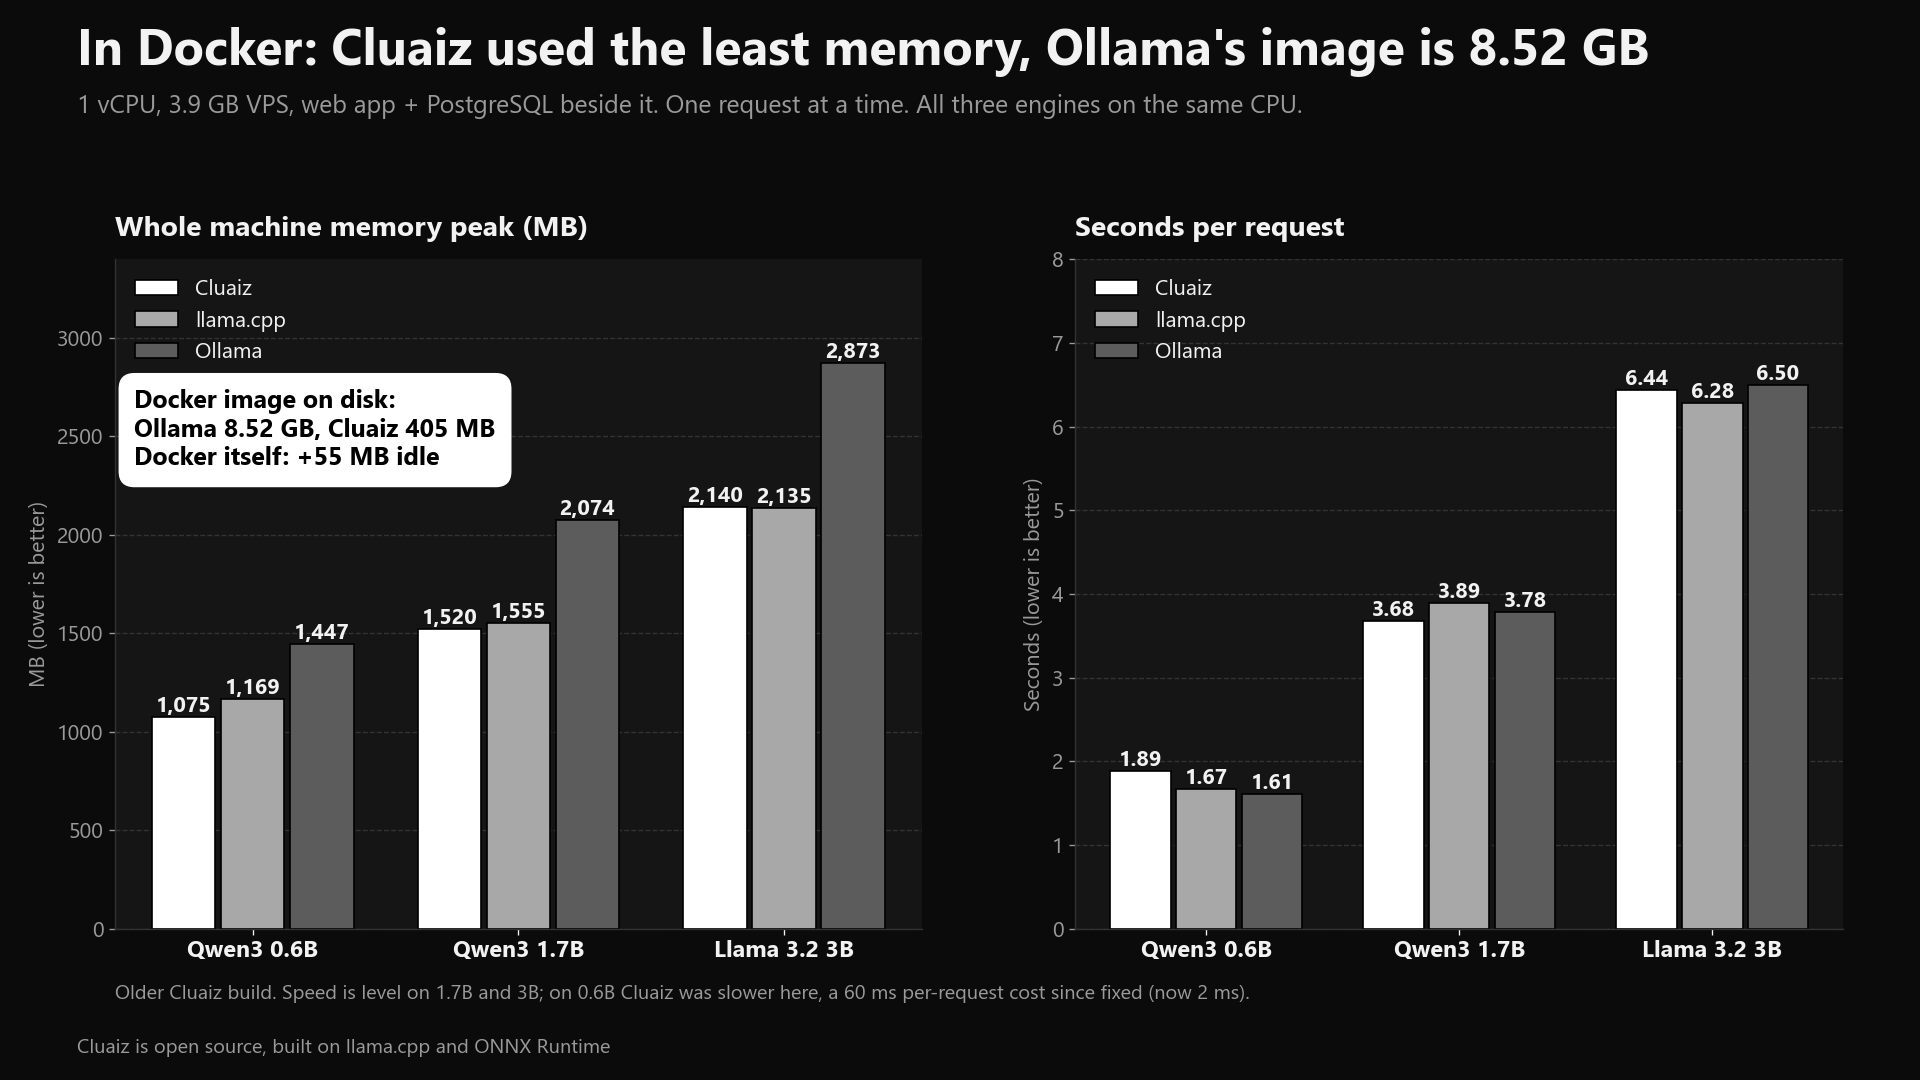 In Docker: Cluaiz used the least memory, Ollama's image is 8.52 GB
1 vCPU, 3.9 GB VPS, web app + PostgreSQL beside it. One request at a time. All three engines on the same CPU.
Whole machine memory peak (MB)
Cluaiz
llama.cpp
Ollama
Docker image on disk:
Ollama 8.52 GB, Cluaiz 405 MB
Docker itself: +55 MB idle
MB (lower is better)
3000
2500
2000
1500
1000
500
0
1,075
1,169
1,447
1,520
1,555
2,074
2,140
2,135
2,873
Qwen3 0.6B
Qwen3 1.7B
Llama 3.2 3B
Seconds per request
Cluaiz
llama.cpp
Ollama
Seconds (lower is better)
8
7
6
5
4
3
2
1
0
1.89
1.67
1.61
3.68
3.89
3.78
6.44
6.28
6.50
Qwen3 0.6B
Qwen3 1.7B
Llama 3.2 3B
Older Cluaiz build. Speed is level on 1.7B and 3B; on 0.6B Cluaiz was slower here, a 60 ms per-request cost since fixed (now 2 ms).
Cluaiz is open source, built on llama.cpp and ONNX Runtime